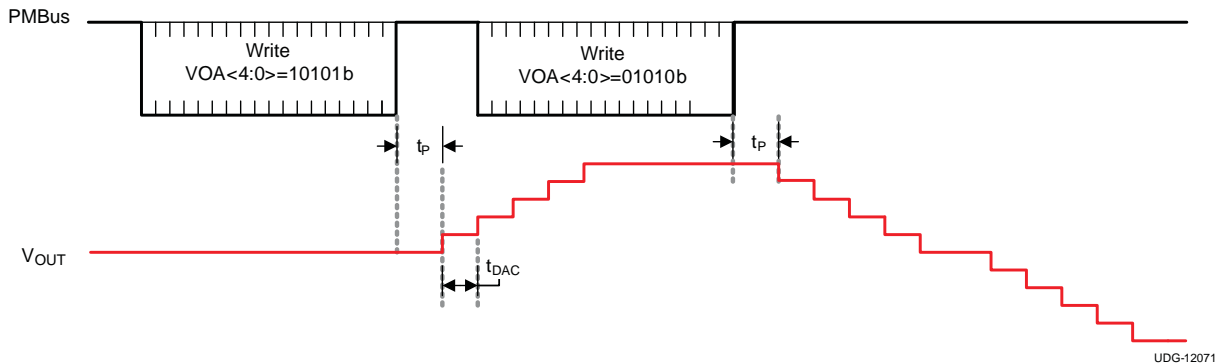 PMBus
Write
VOA<4:0>=10101b
Write
VOA<4:0>=01010b
tP
tP
VOUT
tDAC
UDG-12071